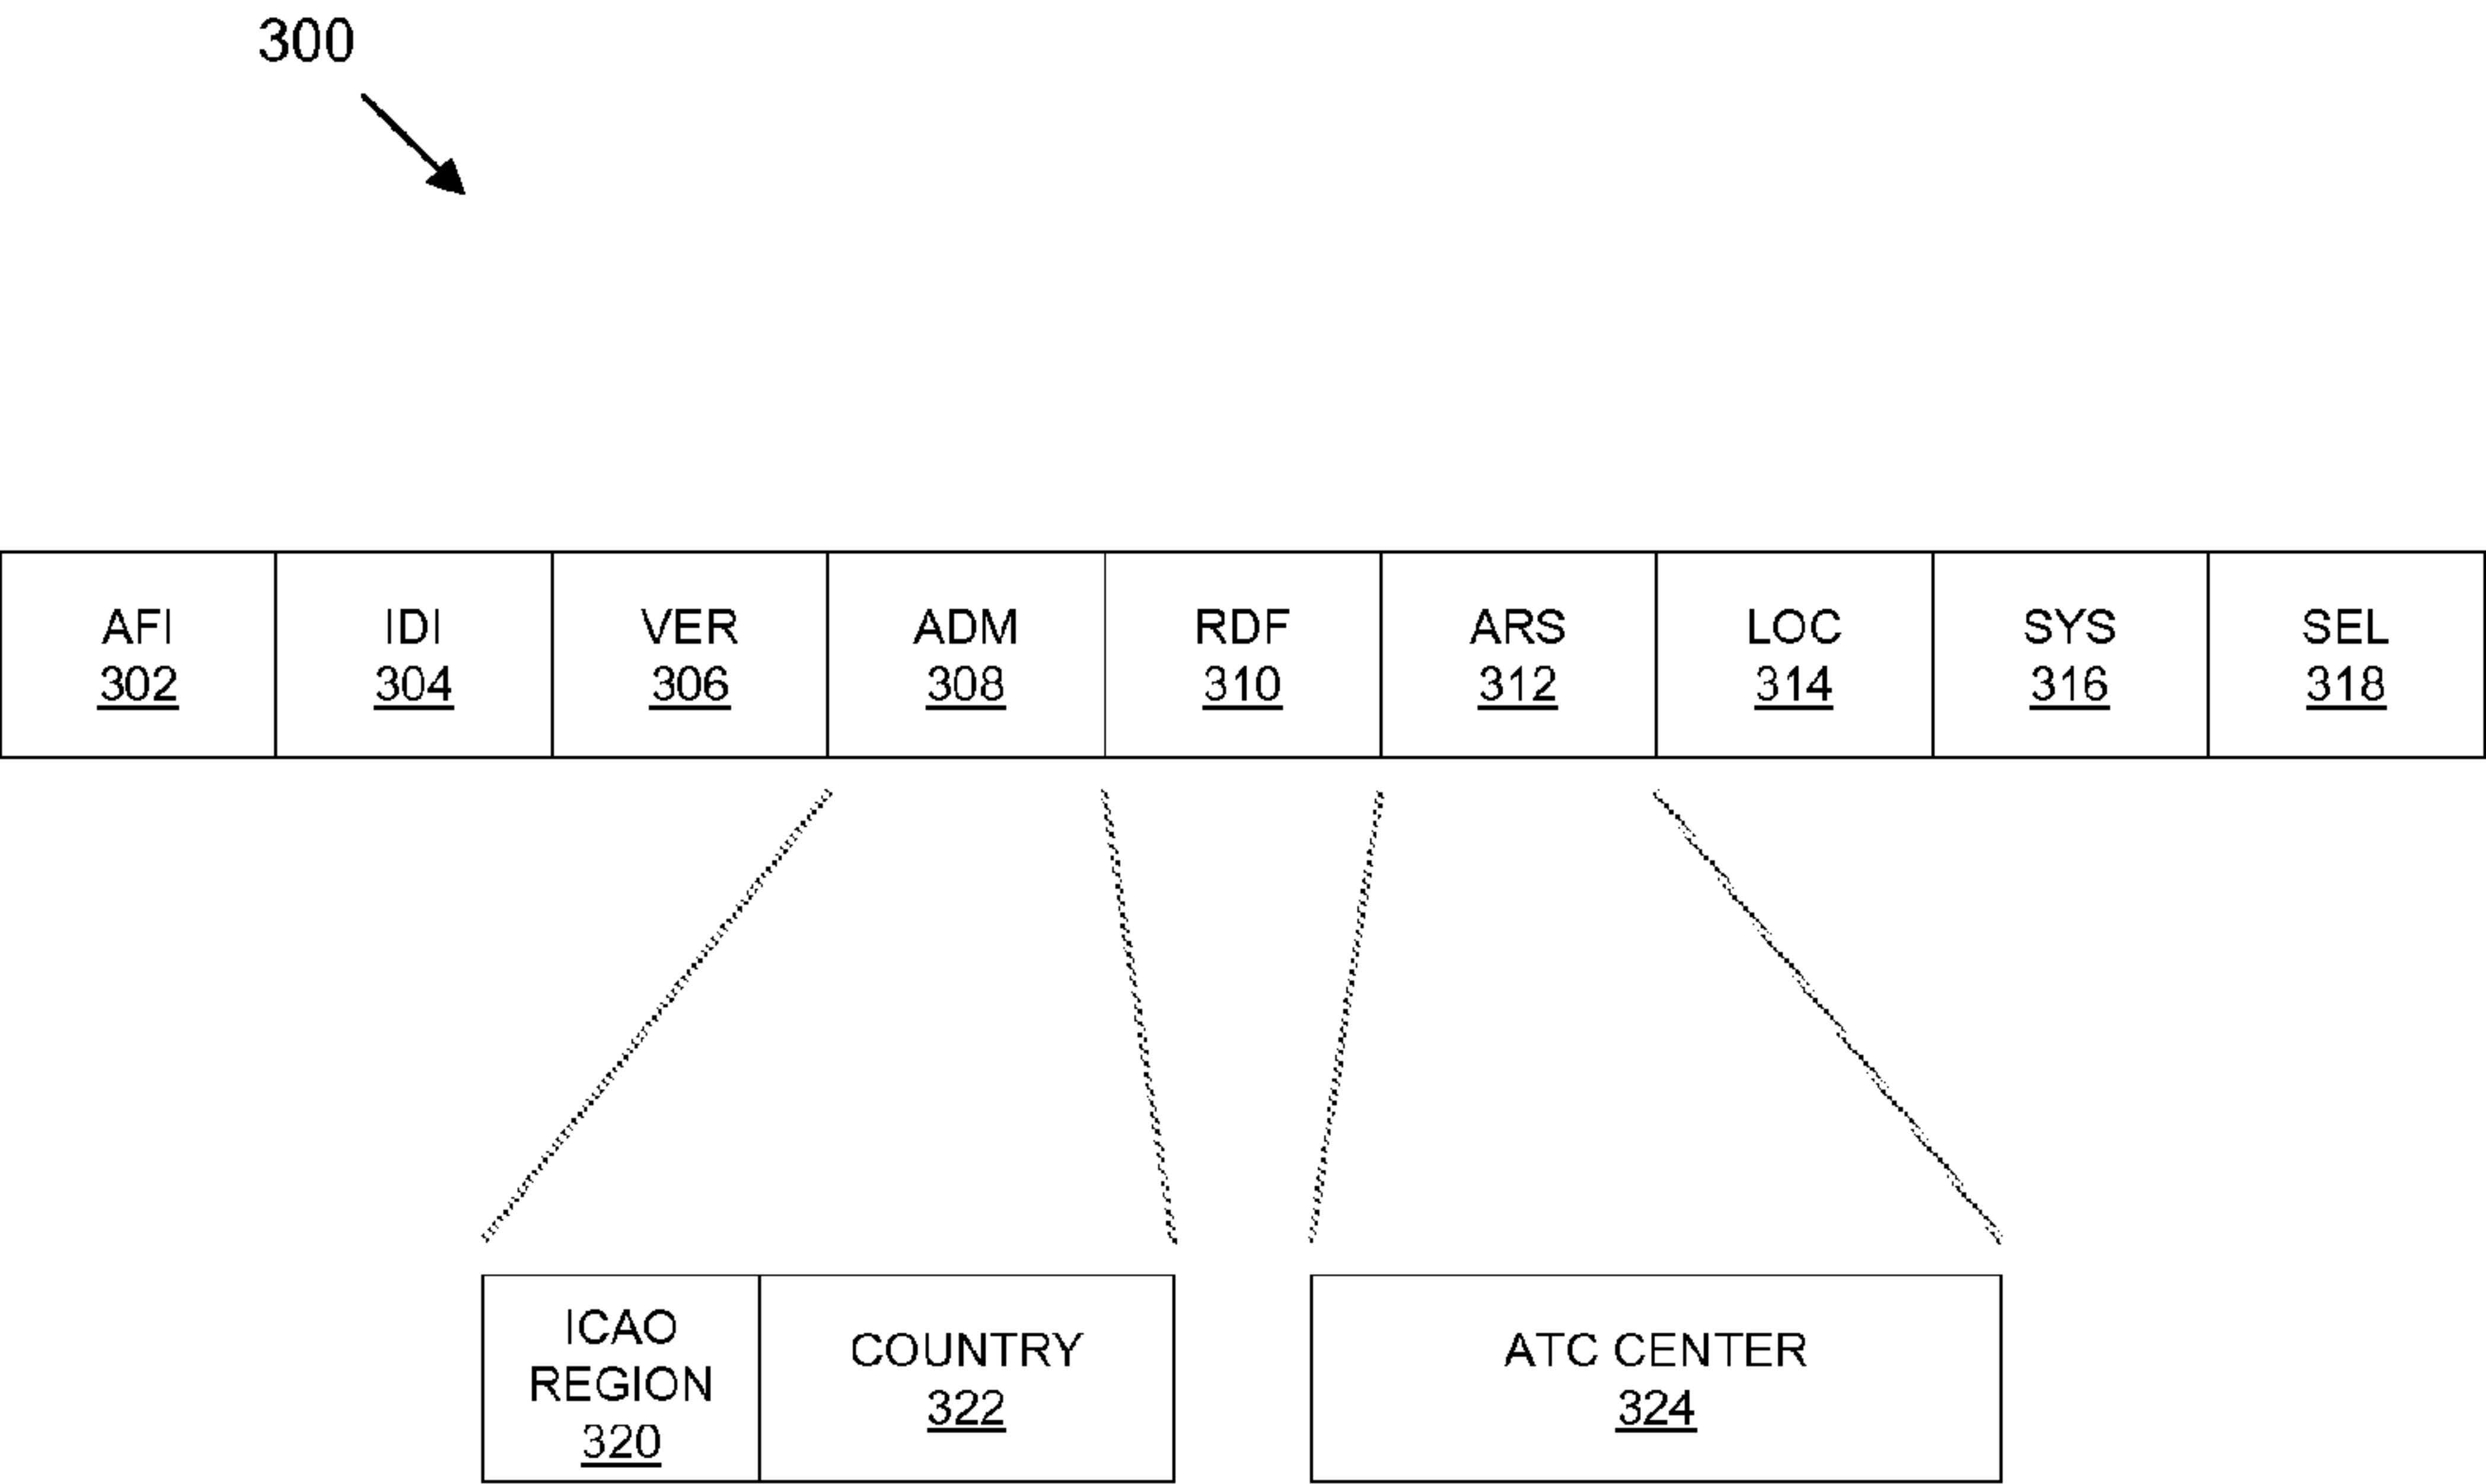 300
AFI IDI VER ADM RDF ARS LOC SYS SEL
302 304 306 308 310 312 314 316 318
ICAO
REGION
320
COUNTRY
322
ATC CENTER
324